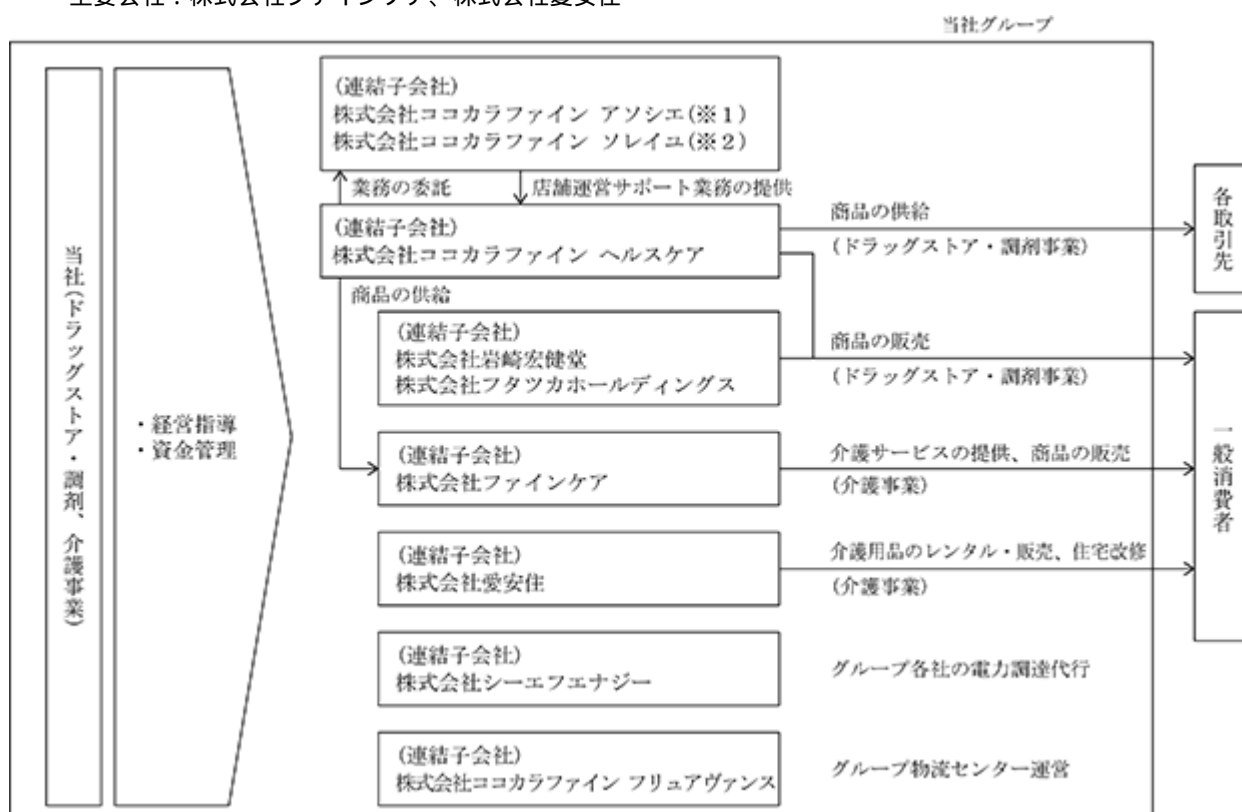 主要会社：株式会社ファインケア、株式会社愛安住
当社グループ
当社(ドラッグストア・調剤、介護事業)
・経営指導
・資金管理
(連結子会社)
株式会社ココカラファイン アソシエ(※1)
株式会社ココカラファイン ソレイユ(※2)
業務の委託
店舗運営サポート業務の提供
(連結子会社)
株式会社ココカラファイン ヘルスケア
商品の供給
(ドラッグストア・調剤事業)
各取引先
商品の供給
(連結子会社)
株式会社岩崎宏健堂
株式会社フタツカホールディングス
商品の販売
(ドラッグストア・調剤事業)
一般消費者
(連結子会社)
株式会社ファインケア
介護サービスの提供、商品の販売
(介護事業)
(連結子会社)
株式会社愛安住
介護用品のレンタル・販売、住宅改修
(介護事業)
(連結子会社)
株式会社シーエフエナジー
グループ各社の電力調達代行
(連結子会社)
株式会社ココカラファイン フリュアヴァンス
グループ物流センター運営